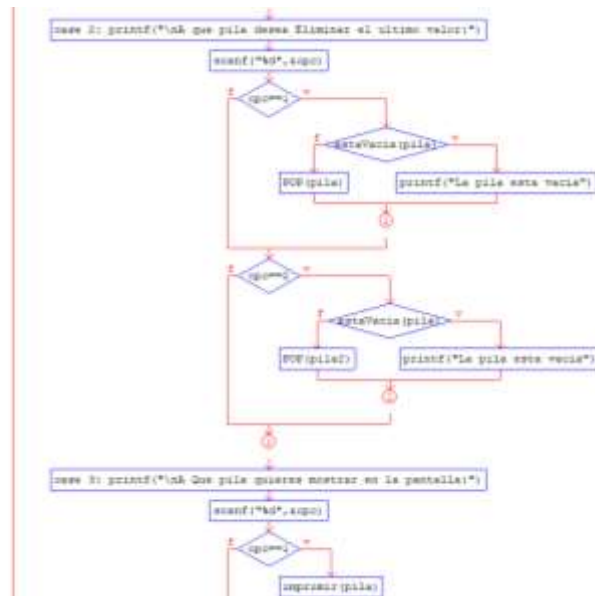 case 2: printf("\nA que pila desea Eliminar el ultimo valor:")
scanf("%d",&opc)
f opc==1 v
f EstaVacia(pila) v
POP(pila) printf("La pila esta vacia")
f v
f EstaVacia(pila) v
POP(pila2) printf("La pila esta vacia")
case 3: printf("\nA Que pila quieres mostrar en la pantalla:")
scanf("%d",&opc)
f opc==1 v
imprimir(pila)